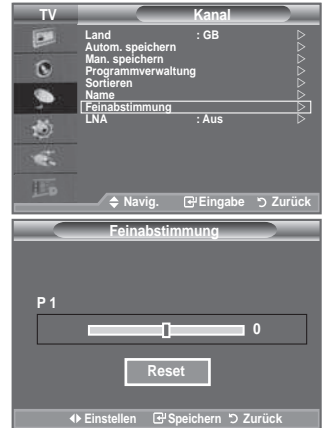 TV Kanal
Land : GB
Autom. speichern
Man. speichern
Programmverwaltung
Sortieren
Name
Feinabstimmung
LNA : Aus
Navig. Eingabe Zurück
Feinabstimmung
P 1
0
Reset
Einstellen Speichern Zurück